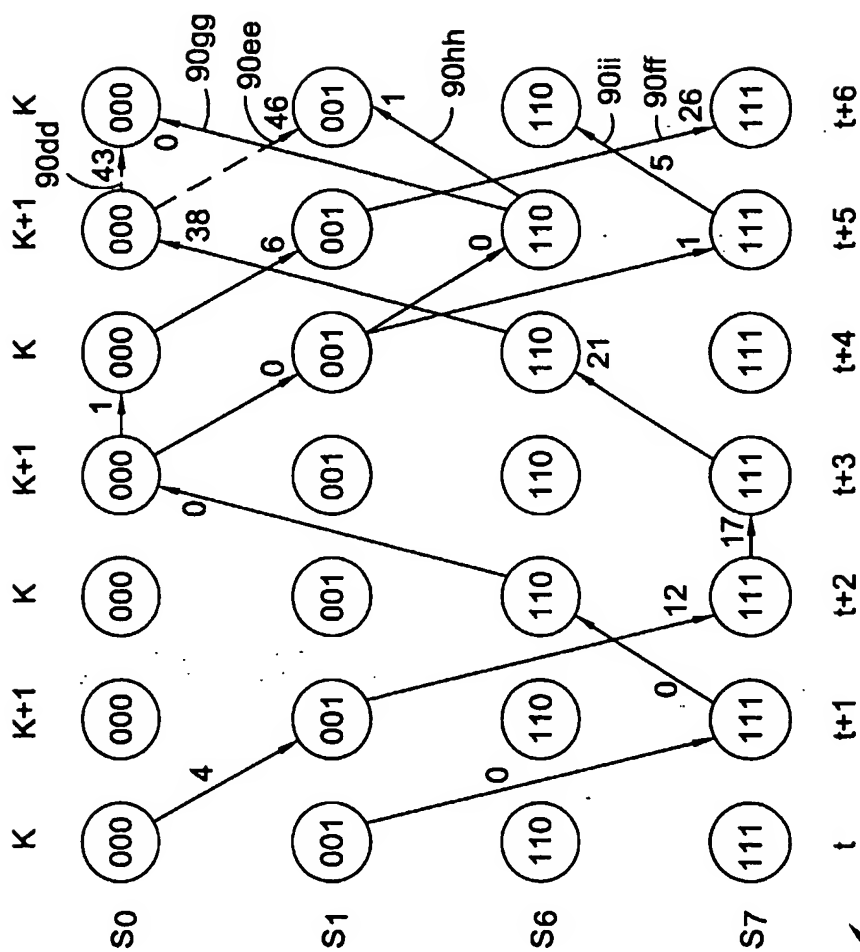 K K+1 K K+1 K K+1 K
90dd
1 43
S0 000 000 000 000 000 000 000
0
4 0 38 90gg
90ee
0 6 46
S1 001 001 001 001 001 001 001
1
90hh
0 0
S6 110 110 110 110 110 110 110
21 90ii
0 12 5 90ff
1 26
17
S7 111 111 111 111 111 111 111
t t+1 t+2 t+3 t+4 t+5 t+6